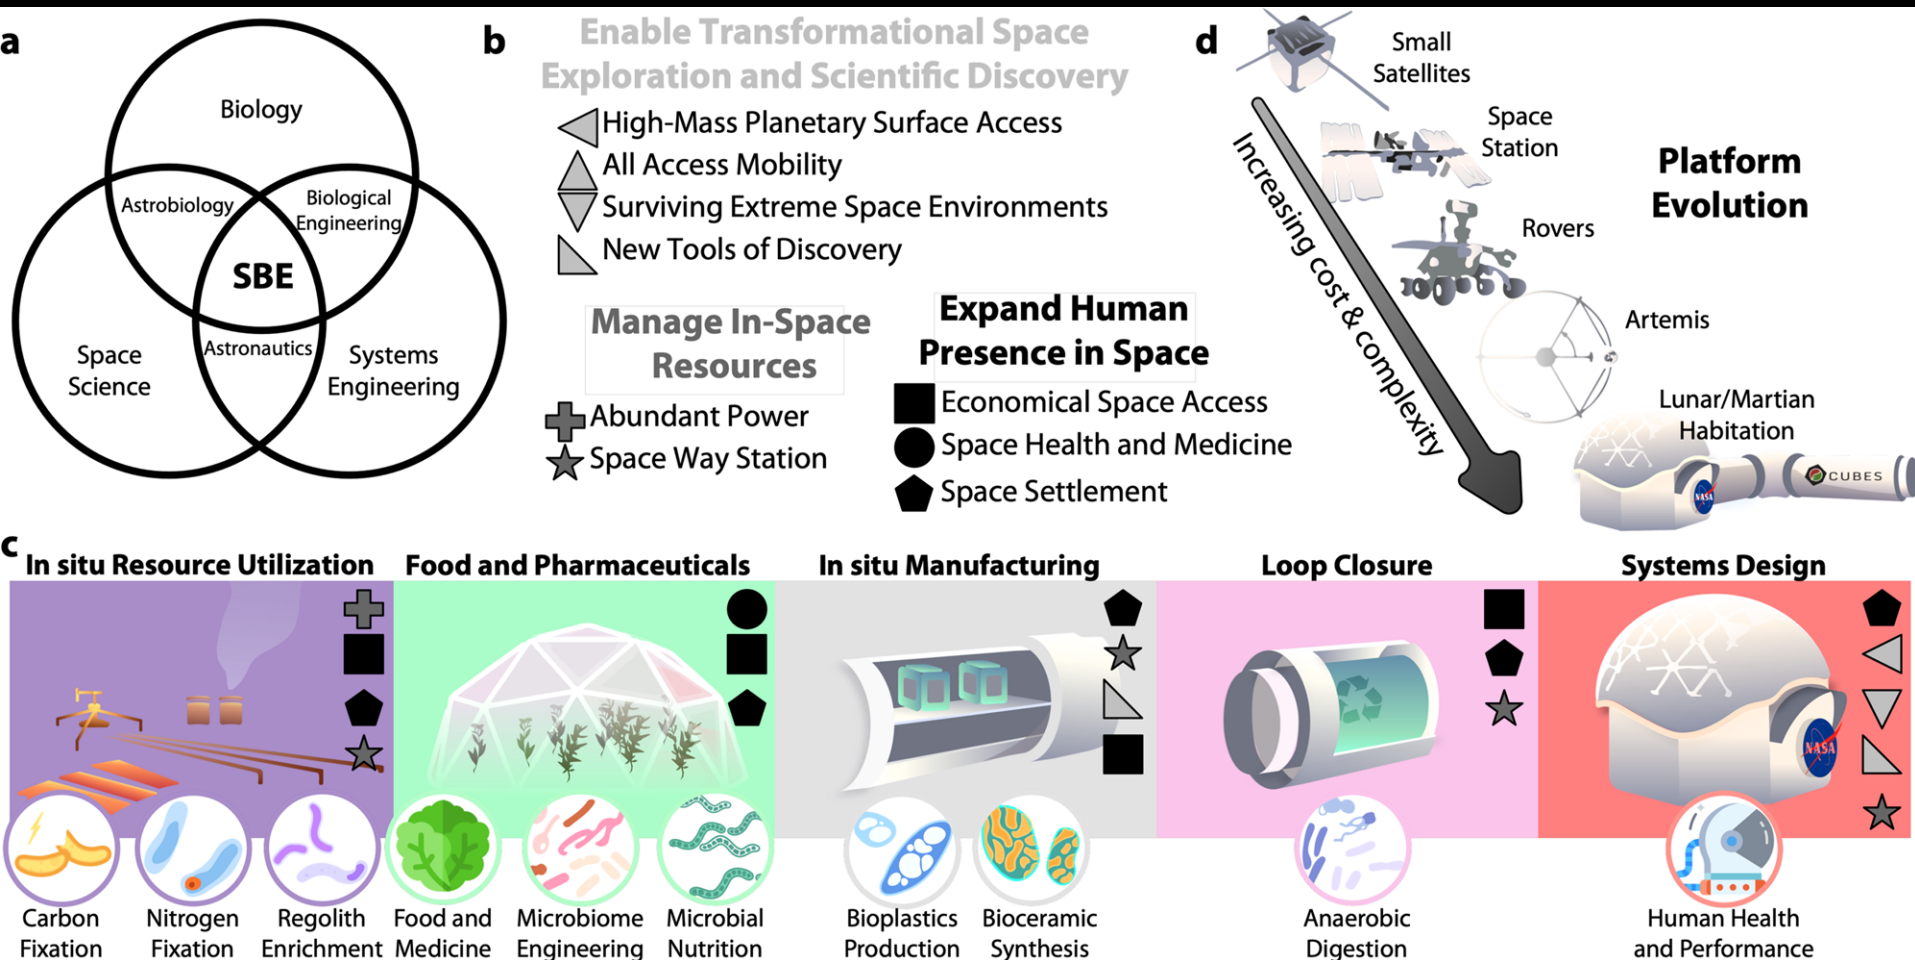 a
Biology
Astrobiology
Biological
Engineering
SBE
Space
Science
Astronautics
Systems
Engineering
b
Enable Transformational Space
Exploration and Scientific Discovery
High-Mass Planetary Surface Access
All Access Mobility
Surviving Extreme Space Environments
New Tools of Discovery
Manage In-Space
Resources
Abundant Power
Space Way Station
Expand Human
Presence in Space
Economical Space Access
Space Health and Medicine
Space Settlement
d
Small
Satellites
Space
Station
Platform
Evolution
Rovers
Increasing cost & complexity
Artemis
Lunar/Martian
Habitation
NASA
CUBES
c
In situ Resource Utilization
Food and Pharmaceuticals
In situ Manufacturing
Loop Closure
Systems Design
NASA
Carbon
Fixation
Nitrogen
Fixation
Regolith
Enrichment
Food and
Medicine
Microbiome
Engineering
Microbial
Nutrition
Bioplastics
Production
Bioceramic
Synthesis
Anaerobic
Digestion
Human Health
and Performance